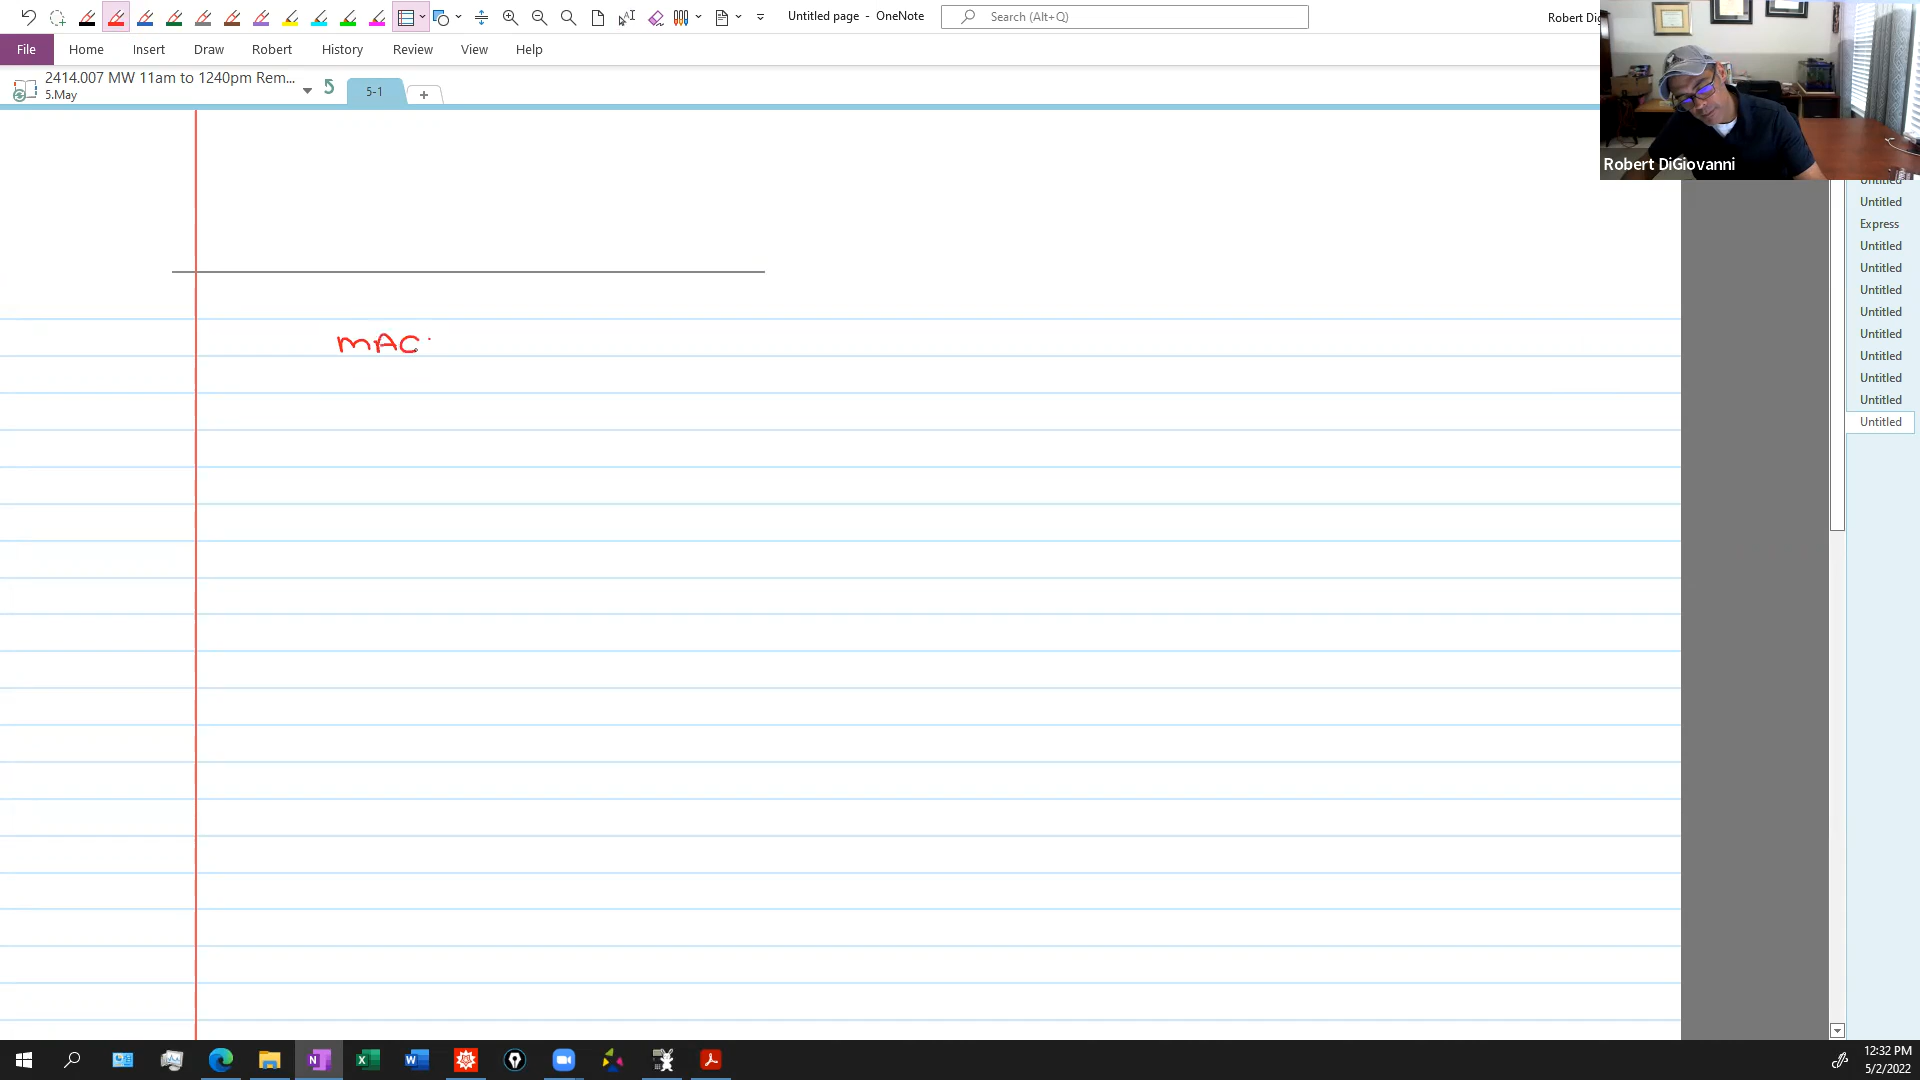 Untitled page - OneNote
Search (Alt+Q)
File
Home
Insert
Draw
Robert
History
Review
View
Help
2414.007 MW 11am to 1240pm Rem...
5.May
5-1
Robert DiGiovanni
Untitled
Untitled
Express
Untitled
Untitled
Untitled
Untitled
Untitled
Untitled
Untitled
Untitled
Untitled
MAC
12:32 PM
5/2/2022